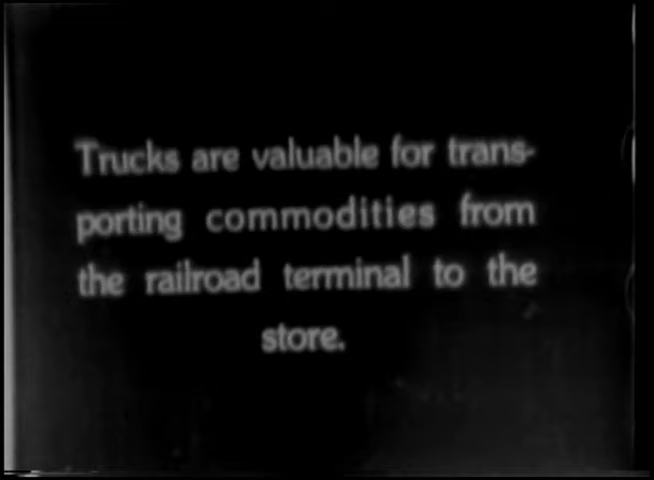 Trucks are valuable for trans-
porting commodities from
the railroad terminal to the
store.